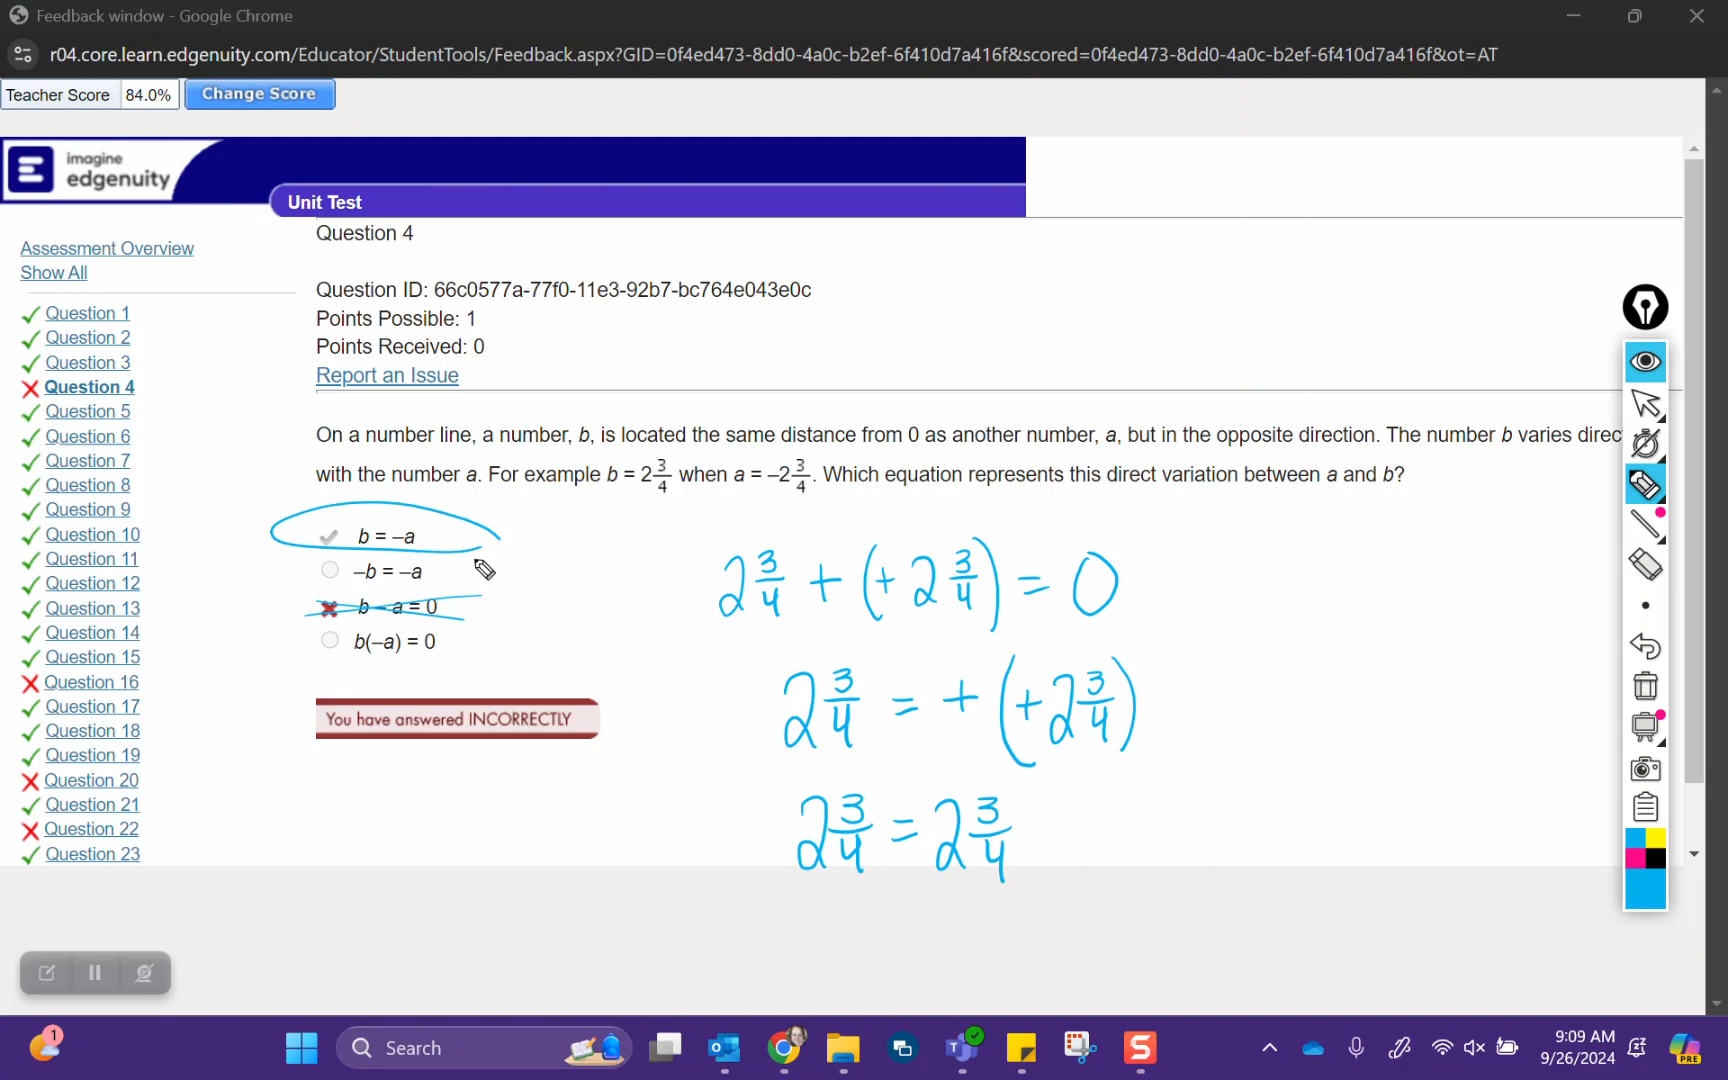 Feedback window - Google Chrome
r04.core.learn.edgenuity.com/Educator/StudentTools/Feedback.aspx?GID=0f4ed473-8dd0-4a0c-b2ef-6f410d7a416f&scored=0f4ed473-8dd0-4a0c-b2ef-6f410d7a416f&ot=AT
Teacher Score 84.0% Change Score
imagine
edgenuity
Unit Test
Assessment Overview
Show All
Question 1
Question 2
Question 3
Question 4
Question 5
Question 6
Question 7
Question 8
Question 9
Question 10
Question 11
Question 12
Question 13
Question 14
Question 15
Question 16
Question 17
Question 18
Question 19
Question 20
Question 21
Question 22
Question 23
Question 4
Question ID: 66c0577a-77f0-11e3-92b7-bc764e043e0c
Points Possible: 1
Points Received: 0
Report an Issue
On a number line, a number, b, is located the same distance from 0 as another number, a, but in the opposite direction. The number b varies direc
with the number a. For example b = 2 3/4 when a = –2 3/4. Which equation represents this direct variation between a and b?
b = –a
–b = –a
b – a = 0
b(–a) = 0
You have answered INCORRECTLY
2 3/4 + (+2 3/4) = 0
2 3/4 = + (+2 3/4)
2 3/4 = 2 3/4
1
Search
9:09 AM
9/26/2024
PRE